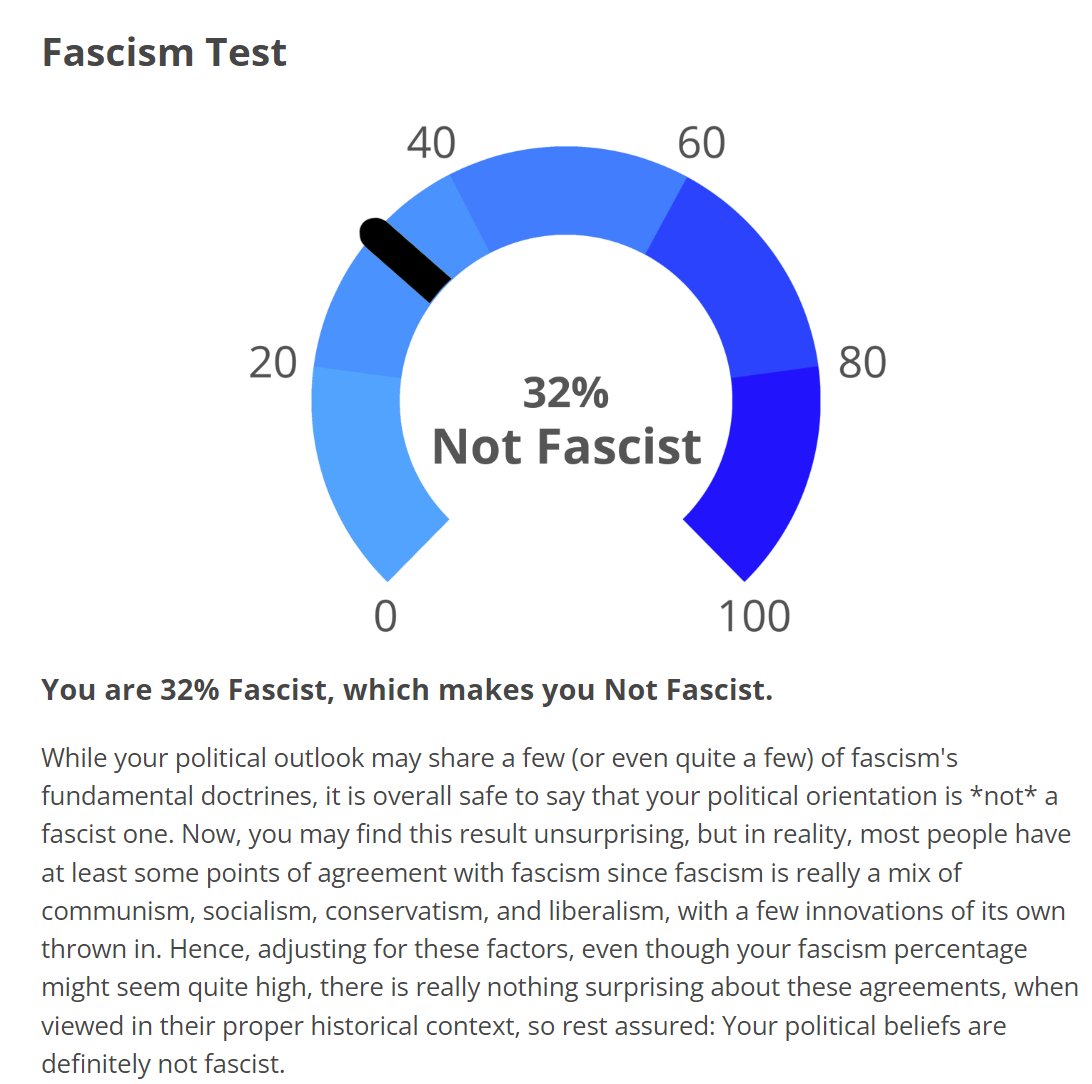 Fascism Test
40
60
20
80
32%
Not Fascist
0
100
You are 32% Fascist, which makes you Not Fascist.
While your political outlook may share a few (or even quite a few) of fascism's
fundamental doctrines, it is overall safe to say that your political orientation is *not* a
fascist one. Now, you may find this result unsurprising, but in reality, most people have
at least some points of agreement with fascism since fascism is really a mix of
communism, socialism, conservatism, and liberalism, with a few innovations of its own
thrown in. Hence, adjusting for these factors, even though your fascism percentage
might seem quite high, there is really nothing surprising about these agreements, when
viewed in their proper historical context, so rest assured: Your political beliefs are
definitely not fascist.